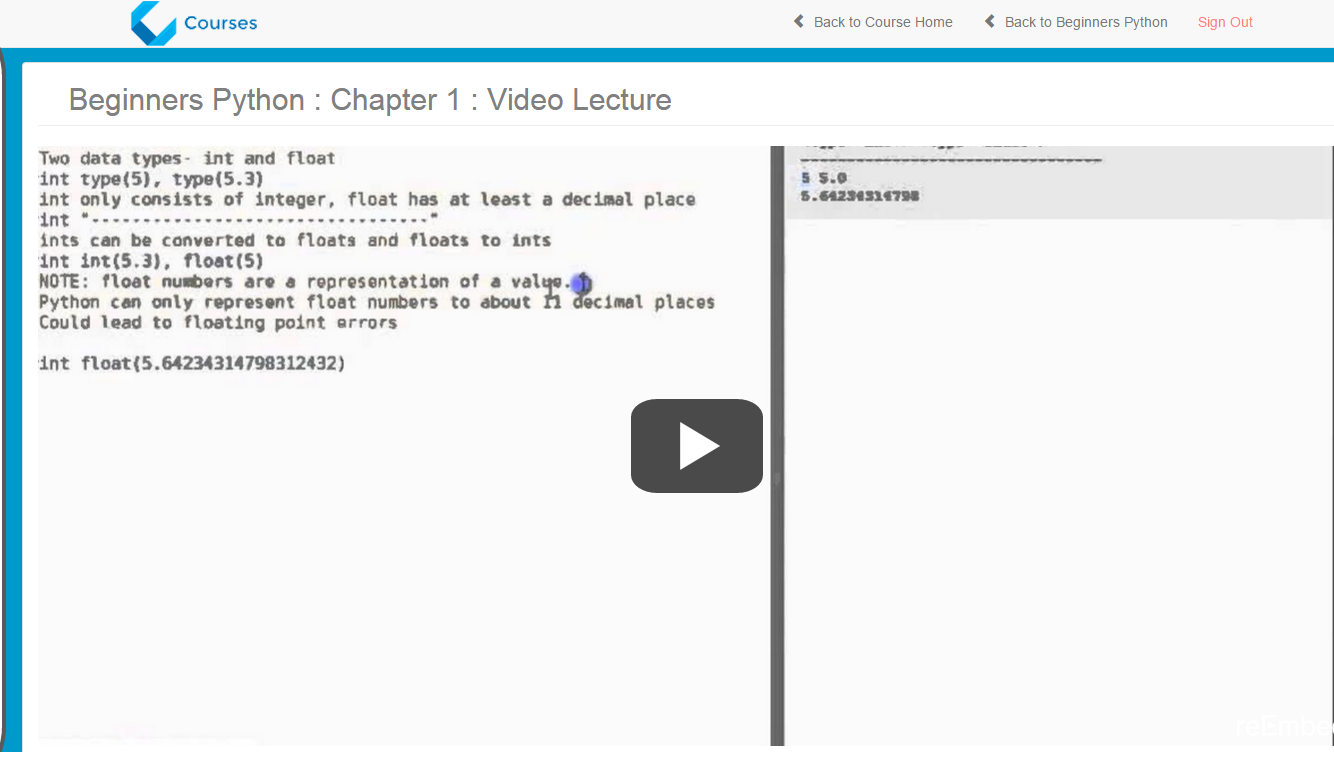 Courses
Back to Course Home
Back to Beginners Python
Sign Out
Beginners Python : Chapter 1 : Video Lecture
Two data types- int and float
int type(5), type(5.3)
int only consists of integer, float has at least a decimal place
int "---------------------------------"
ints can be converted to floats and floats to ints
int int(5.3), float(5)
NOTE: float numbers are a representation of a value.
Python can only represent float numbers to about 11 decimal places
Could lead to floating point errors
int float(5.64234314798312432)
---------------------------------
5 5.0
5.64234314798
reEmbe